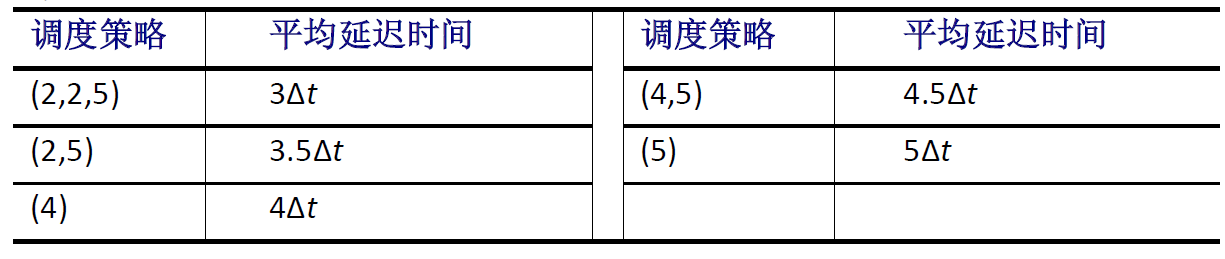 调度策略 平均延迟时间 调度策略 平均延迟时间
(2,2,5) 3Δt (4,5) 4.5Δt
(2,5) 3.5Δt (5) 5Δt
(4) 4Δt